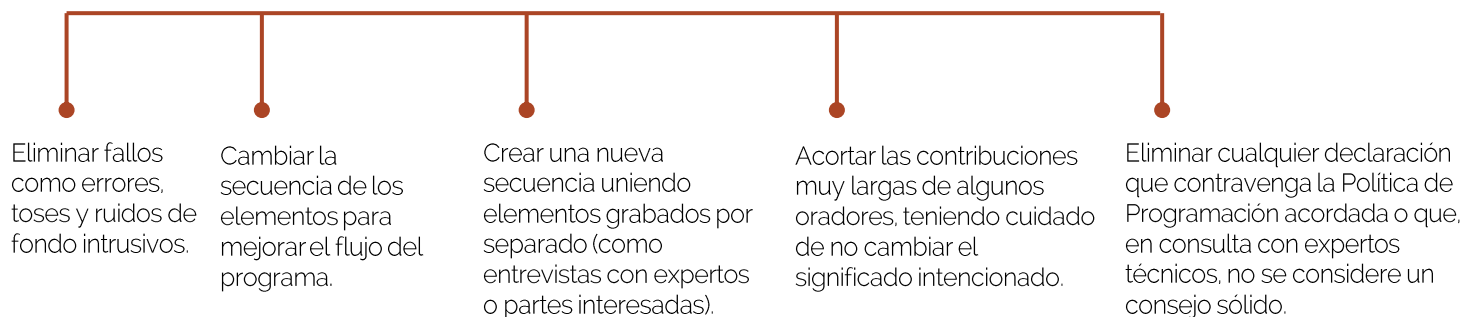 Eliminar fallos
como errores,
toses y ruidos de
fondo intrusivos.
Cambiar la
secuencia de los
elementos para
mejorar el flujo del
programa.
Crear una nueva
secuencia uniendo
elementos grabados por
separado (como
entrevistas con expertos
o partes interesadas).
Acortar las contribuciones
muy largas de algunos
oradores, teniendo cuidado
de no cambiar el
significado intencionado.
Eliminar cualquier declaración
que contravenga la Política de
Programación acordada o que,
en consulta con expertos
técnicos, no se considere un
consejo sólido.